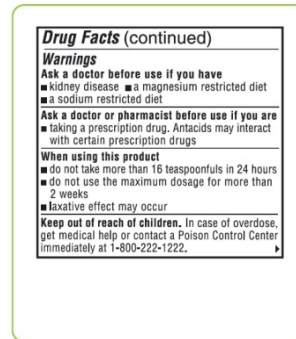 Drug Facts (continued)
Warnings
Ask a doctor before use if you have
■ kidney disease ■ a magnesium restricted diet
■ a sodium restricted diet
Ask a doctor or pharmacist before use if you are
■ taking a prescription drug. Antacids may interact
with certain prescription drugs
When using this product
■ do not take more than 16 teaspoonfuls in 24 hours
■ do not use the maximum dosage for more than
2 weeks
■ laxative effect may occur
Keep out of reach of children. In case of overdose,
get medical help or contact a Poison Control Center
immediately at 1-800-222-1222.